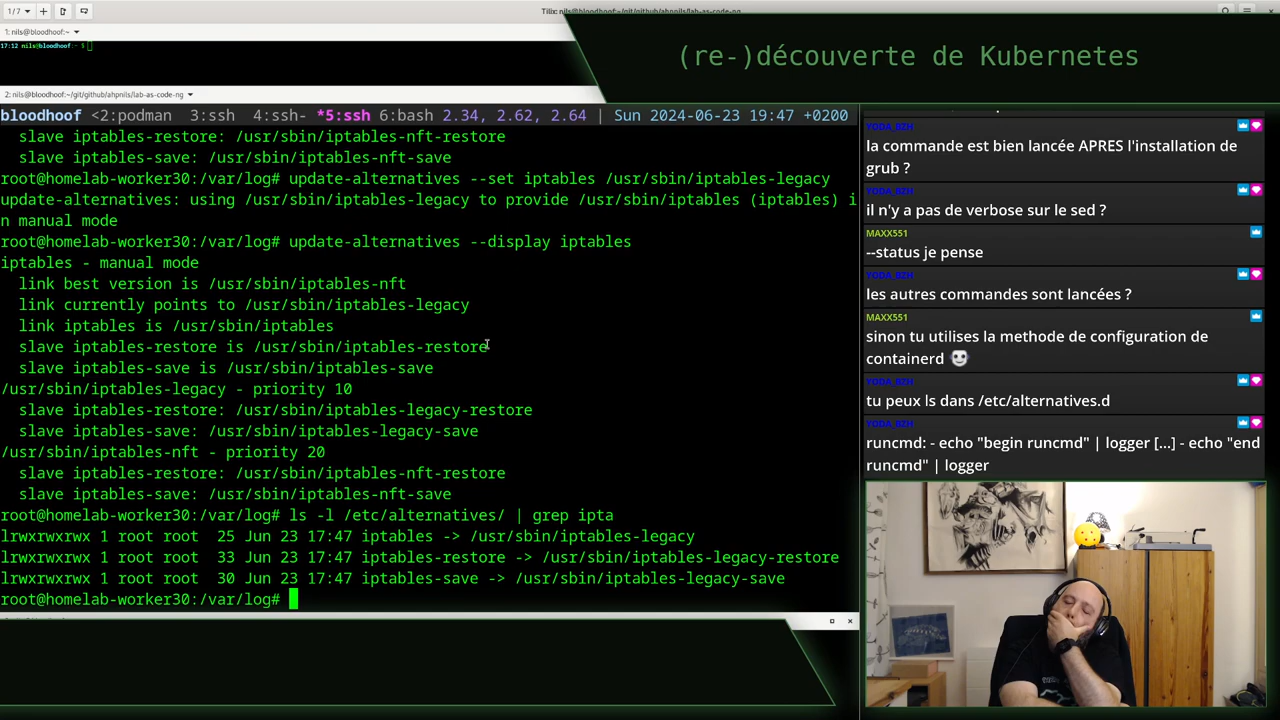 1 / 7
Tilix: nils@bloodhoof:~/git/github/ahpnils/lab-as-code-ng
1: nils@bloodhoof:~
17:12 nils@bloodhoof:~ $
(re-)découverte de Kubernetes
2: nils@bloodhoof:~/git/github/ahpnils/lab-as-code-ng
bloodhoof <2:podman 3:ssh 4:ssh- *5:ssh 6:bash 2.34, 2.62, 2.64 | Sun 2024-06-23 19:47 +0200
slave iptables-restore: /usr/sbin/iptables-nft-restore
slave iptables-save: /usr/sbin/iptables-nft-save
root@homelab-worker30:/var/log# update-alternatives --set iptables /usr/sbin/iptables-legacy
update-alternatives: using /usr/sbin/iptables-legacy to provide /usr/sbin/iptables (iptables) i
n manual mode
root@homelab-worker30:/var/log# update-alternatives --display iptables
iptables - manual mode
link best version is /usr/sbin/iptables-nft
link currently points to /usr/sbin/iptables-legacy
link iptables is /usr/sbin/iptables
slave iptables-restore is /usr/sbin/iptables-restore
slave iptables-save is /usr/sbin/iptables-save
/usr/sbin/iptables-legacy - priority 10
slave iptables-restore: /usr/sbin/iptables-legacy-restore
slave iptables-save: /usr/sbin/iptables-legacy-save
/usr/sbin/iptables-nft - priority 20
slave iptables-restore: /usr/sbin/iptables-nft-restore
slave iptables-save: /usr/sbin/iptables-nft-save
root@homelab-worker30:/var/log# ls -l /etc/alternatives/ | grep ipta
lrwxrwxrwx 1 root root  25 Jun 23 17:47 iptables -> /usr/sbin/iptables-legacy
lrwxrwxrwx 1 root root  33 Jun 23 17:47 iptables-restore -> /usr/sbin/iptables-legacy-restore
lrwxrwxrwx 1 root root  30 Jun 23 17:47 iptables-save -> /usr/sbin/iptables-legacy-save
root@homelab-worker30:/var/log#
YODA_BZH
la commande est bien lancée APRES l'installation de
grub ?
YODA_BZH
il n'y a pas de verbose sur le sed ?
MAXX551
--status je pense
YODA_BZH
les autres commandes sont lancées ?
MAXX551
sinon tu utilises la methode de configuration de
containerd
YODA_BZH
tu peux ls dans /etc/alternatives.d
YODA_BZH
runcmd: - echo "begin runcmd" | logger [...] - echo "end
runcmd" | logger